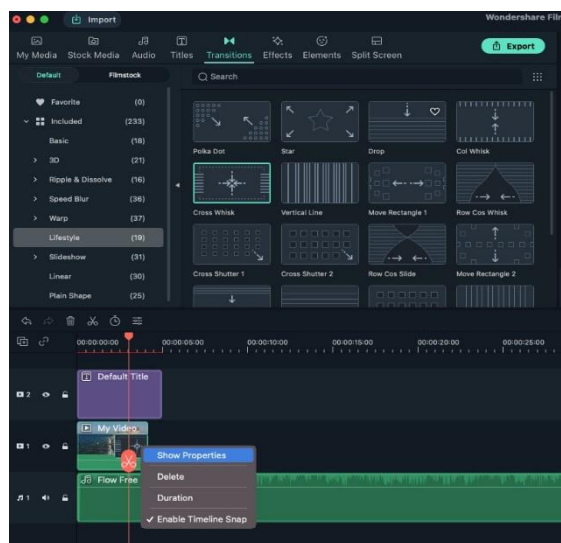 Import
Wondershare Film
My Media Stock Media Audio Titles Transitions Effects Elements Split Screen
Export
Default Filmstock
Search
Favorite (0)
Included (233)
Basic (18)
3D (21)
Ripple & Dissolve (16)
Speed Blur (36)
Warp (37)
Lifestyle (19)
Slideshow (31)
Linear (30)
Plain Shape (25)
Polka Dot Star Drop Col Whisk
Cross Whisk Vertical Line Move Rectangle 1 Row Cos Whisk
Cross Shutter 1 Cross Shutter 2 Row Cos Slide Move Rectangle 2
00:00:00:00 00:00:05:00 00:00:10:00 00:00:15:00 00:00:20:00 00:00:25:00
2
Default Title
1
My Video
1
Flow Free
Show Properties
Delete
Duration
✓ Enable Timeline Snap